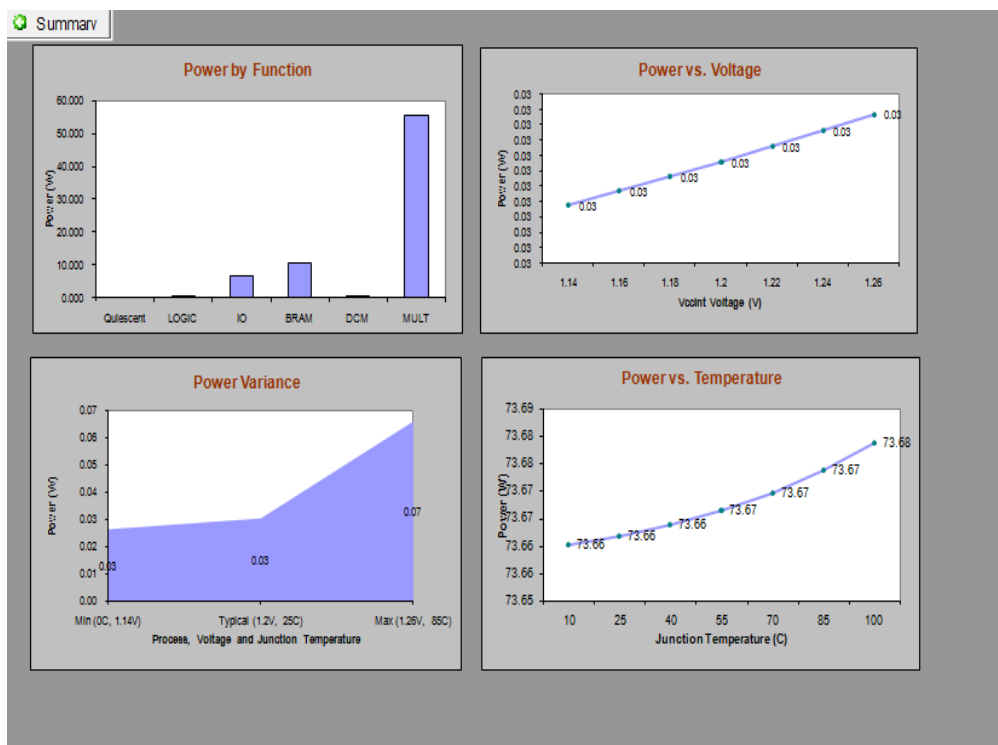 Summary
Power by Function
60.000
50.000
40.000
30.000
20.000
10.000
0.000
Power (W)
Quiescent LOGIC IO BRAM DCM MULT
Power vs. Voltage
0.03
0.03
0.03
0.03
0.03
0.03
0.03
0.03
0.03
0.03
0.03
0.03
Power (W)
0.03 0.03 0.03 0.03 0.03 0.03 0.03
1.14 1.16 1.18 1.2 1.22 1.24 1.26
Vccint Voltage (V)
Power Variance
0.07
0.06
0.05
0.04
0.03
0.02
0.01
0.00
Power (W)
0.03 0.03 0.07
Min (0C, 1.14V) Typical (1.2V, 25C) Max (1.26V, 85C)
Process, Voltage and Junction Temperature
Power vs. Temperature
73.69
73.68
73.68
73.67
73.67
73.66
73.66
73.65
Power (W)
73.66 73.66 73.66 73.67 73.67 73.67 73.68
10 25 40 55 70 85 100
Junction Temperature (C)